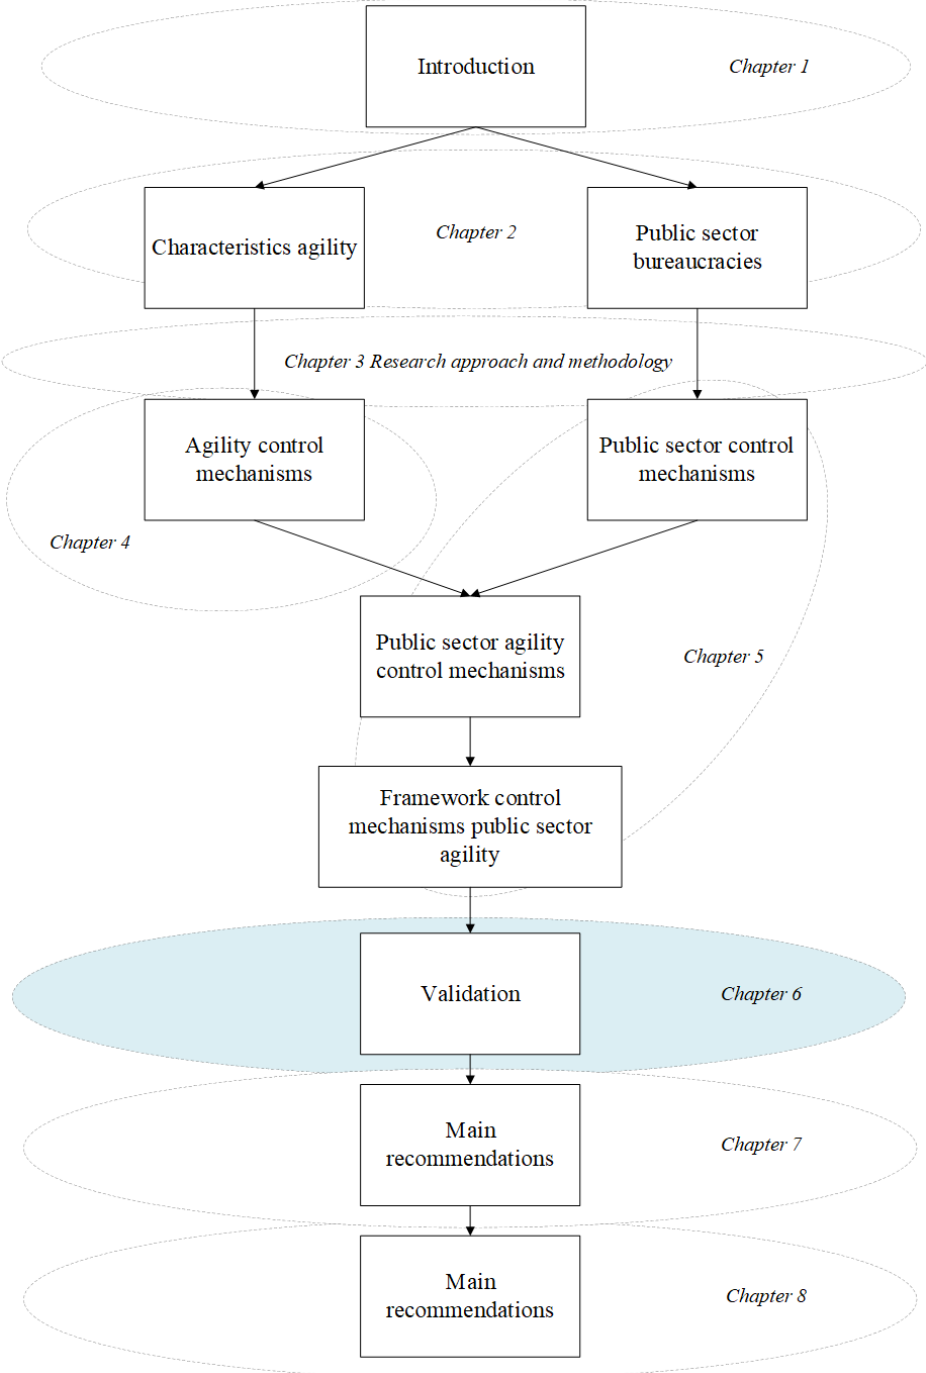 Introduction
Chapter 1
Characteristics agility
Chapter 2
Public sector
bureaucracies
Chapter 3 Research approach and methodology
Agility control
mechanisms
Public sector control
mechanisms
Chapter 4
Public sector agility
control mechanisms
Chapter 5
Framework control
mechanisms public sector
agility
Validation
Chapter 6
Main
recommendations
Chapter 7
Main
recommendations
Chapter 8